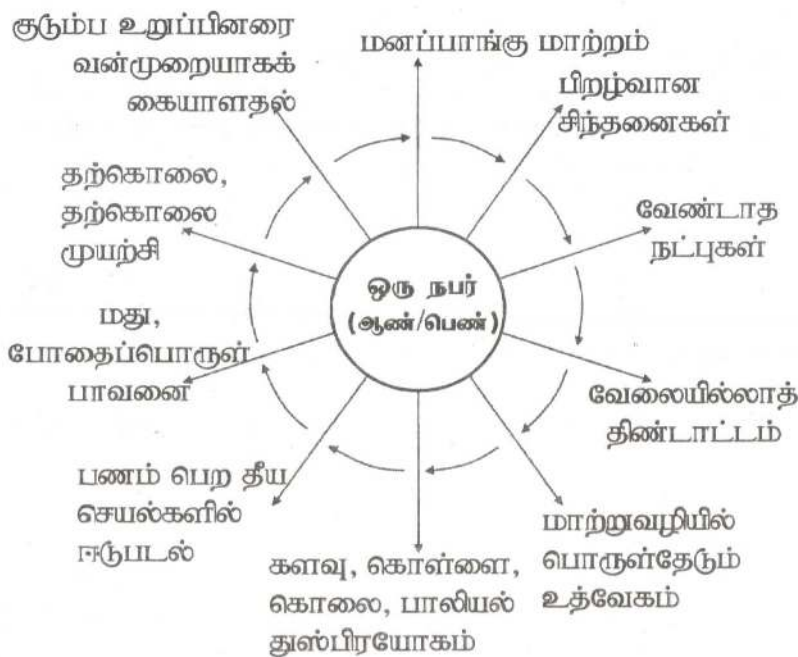 குடும்ப உறுப்பினரை
வன்முறையாகக்
கையாளதல்
மனப்பாங்கு மாற்றம்
பிறழ்வான
சிந்தனைகள்
வேண்டாத
நட்புகள்
வேலையில்லாத்
திண்டாட்டம்
மாற்றுவழியில்
பொருள்தேடும்
உத்வேகம்
களவு, கொள்ளை,
கொலை, பாலியல்
துஸ்பிரயோகம்
பணம் பெற தீய
செயல்களில்
ஈடுபடல்
மது,
போதைப்பொருள்
பாவனை
தற்கொலை,
தற்கொலை
முயற்சி
ஒரு நபர்
(ஆண்/பெண்)